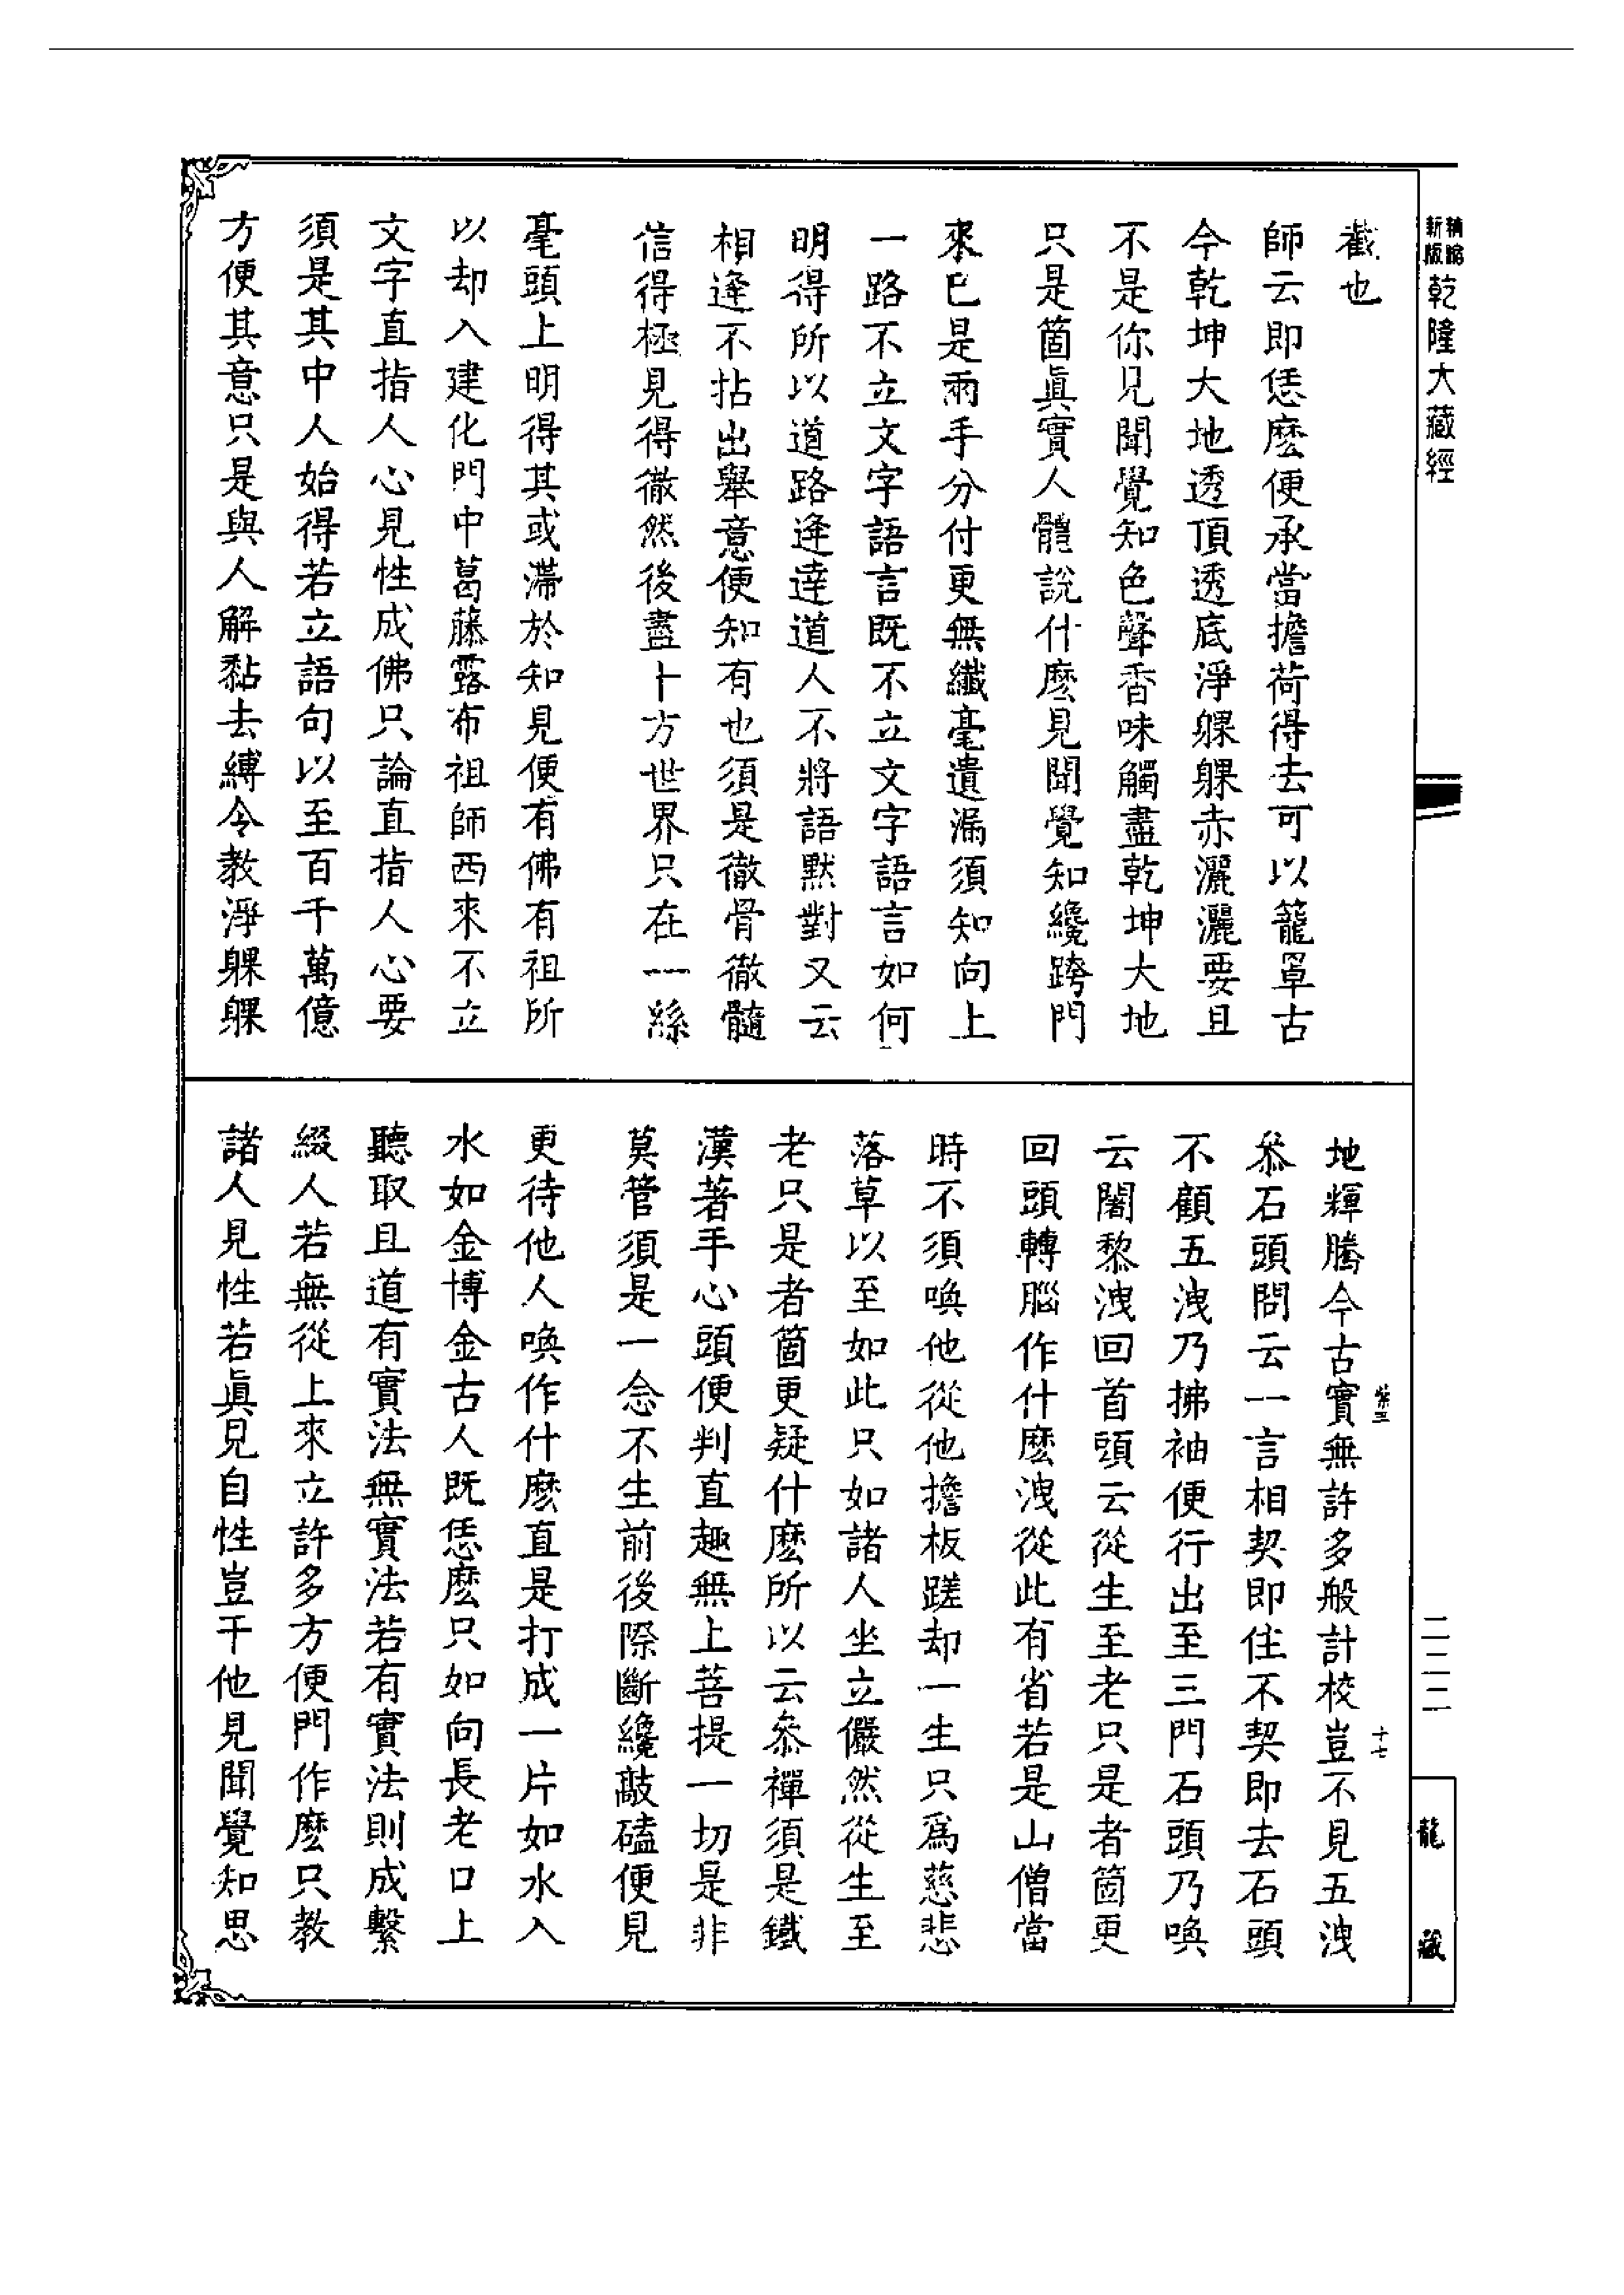 乾隆大藏經
新版
截也
師云即恁麽便承當擔荷得去可以籠罩古
今乾坤大地透頂透底淨躶躶赤灑灑要且
不是你見聞覺知色聲香味觸盡乾坤大地
只是箇眞實人體說什麽見聞覺知纔跨門
來已是兩手分付更無纖毫遺漏須知向上
一路不立文字語言既不立文字語言如何
明得所以道路逢達道人不將語默對又云
相逢不拈出舉意便知有也須是徹骨徹髓
信得極見得徹然後盡十方世界只在一絲
毫頭上明得其或滯於知見便有佛有祖所
以却入建化門中葛藤露布祖師西來不立
文字直指人心見性成佛只論直指人心要
須是其中人始得若立語句以至百千萬億
方便其意只是與人解黏去縛令教淨躶躶
地輝騰今古實無許多般計校豈不見五洩
叅石頭問云一言相契即住不契即去石頭
不顧五洩乃拂袖便行出至三門石頭乃喚
云闍黎洩回首頭云從生至老只是者箇更
回頭轉腦作什麽洩從此有省若是山僧當
時不須喚他從他擔板蹉却一生只爲慈悲
落草以至如此只如諸人坐立儼然從生至
老只是者箇更疑什麽所以云叅禪須是鐵
漢著手心頭便判直趣無上菩提一切是非
莫管須是一念不生前後際斷纔敲磕便見
更待他人喚作什麽直是打成一片如水入
水如金博金古人既恁麽只如向長老口上
聽取且道有實法無實法若有實法則成繫
綴人若無從上來立許多方便門作麽只教
諸人見性若眞見自性豈干他見聞覺知思
十七
二二二
龍藏